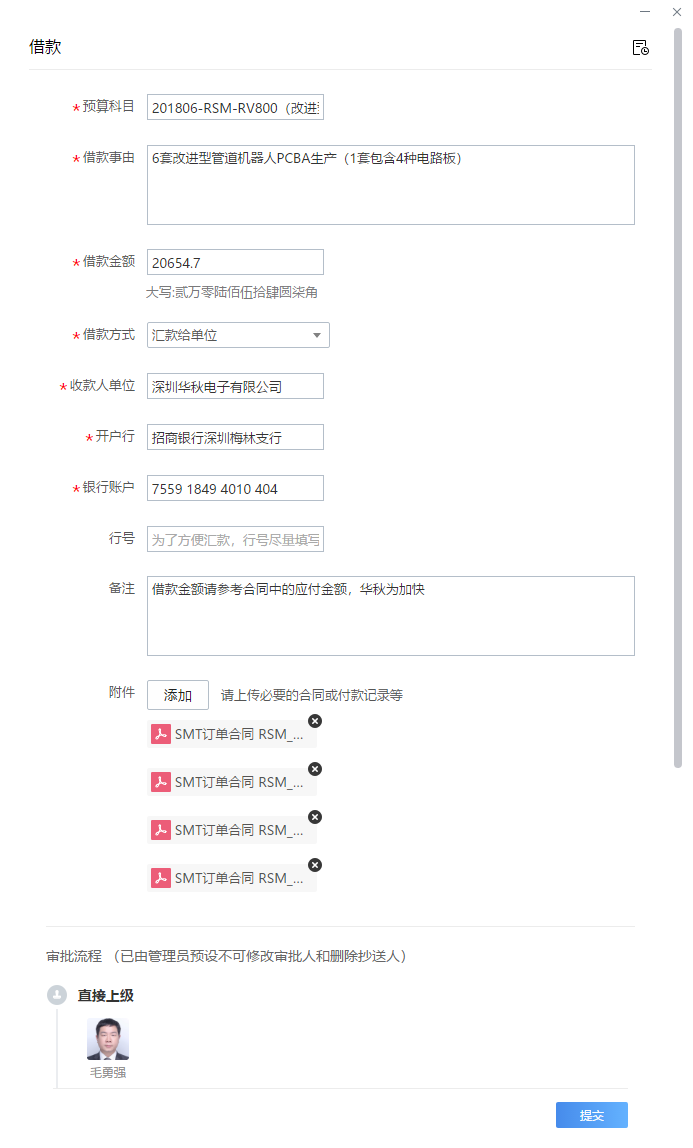 借款
*预算科目 201806-RSM-RV800（改进
*借款事由 6套改进型管道机器人PCBA生产（1套包含4种电路板）
*借款金额 20654.7
大写:贰万零陆佰伍拾肆圆柒角
*借款方式 汇款给单位
*收款人单位 深圳华秋电子有限公司
*开户行 招商银行深圳梅林支行
*银行账户 7559 1849 4010 404
行号 为了方便汇款，行号尽量填写
备注 借款金额请参考合同中的应付金额，华秋为加快
附件 添加 请上传必要的合同或付款记录等
SMT订单合同 RSM_...
SMT订单合同 RSM_...
SMT订单合同 RSM_...
SMT订单合同 RSM_...
审批流程 （已由管理员预设不可修改审批人和删除抄送人）
直接上级
毛勇强
提交